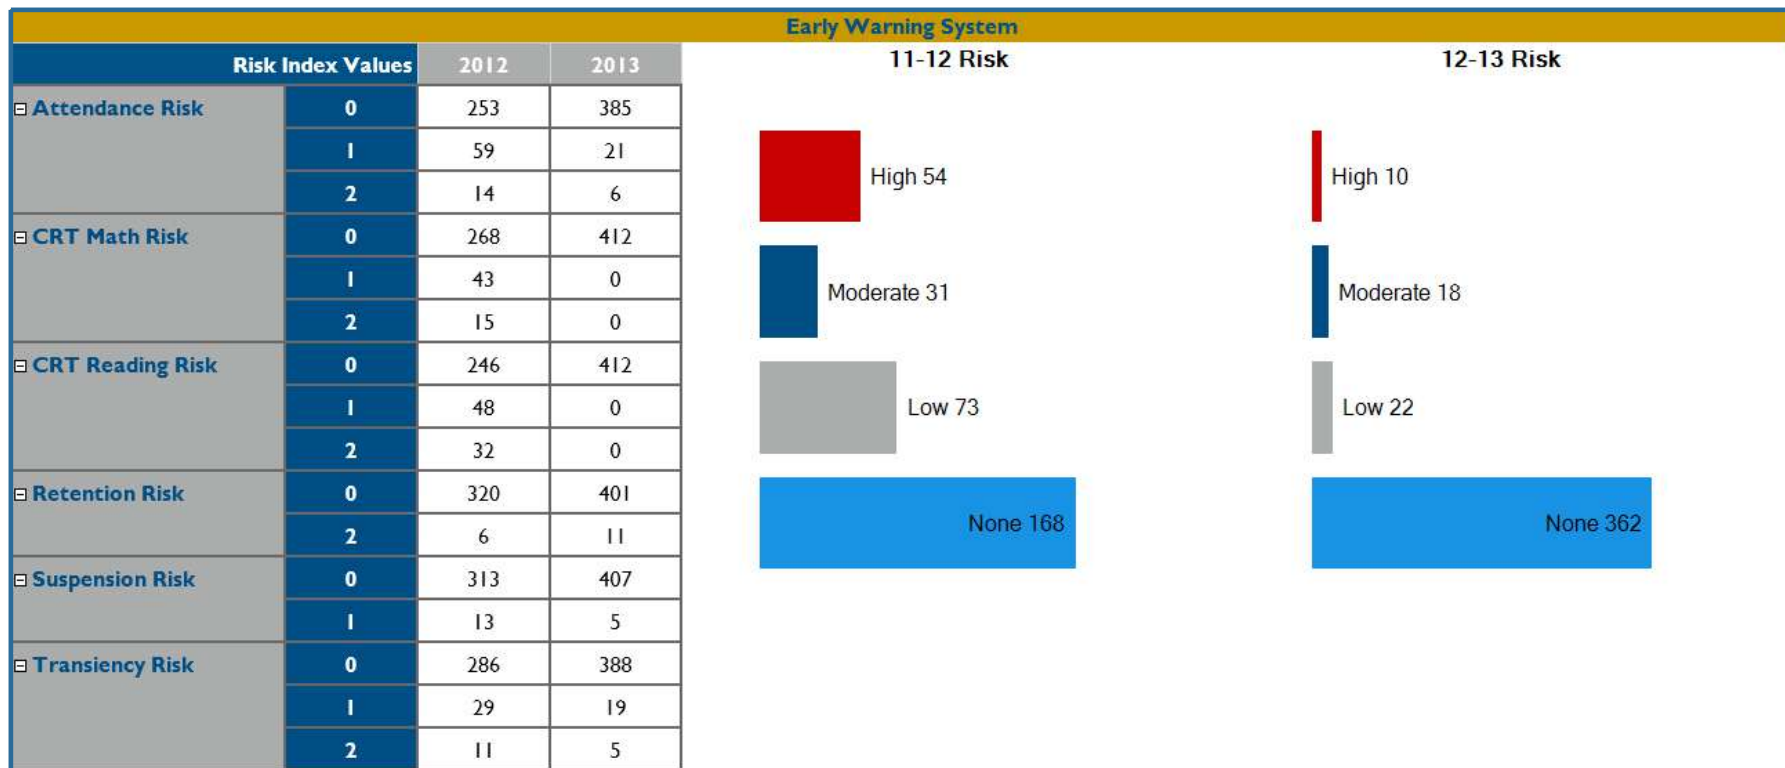 Early Warning System
Risk Index Values 2012 2013
Attendance Risk 0 253 385
1 59 21
2 14 6
CRT Math Risk 0 268 412
1 43 0
2 15 0
CRT Reading Risk 0 246 412
1 48 0
2 32 0
Retention Risk 0 320 401
2 6 11
Suspension Risk 0 313 407
1 13 5
Transiency Risk 0 286 388
1 29 19
2 11 5
11-12 Risk
High 54
Moderate 31
Low 73
None 168
12-13 Risk
High 10
Moderate 18
Low 22
None 362